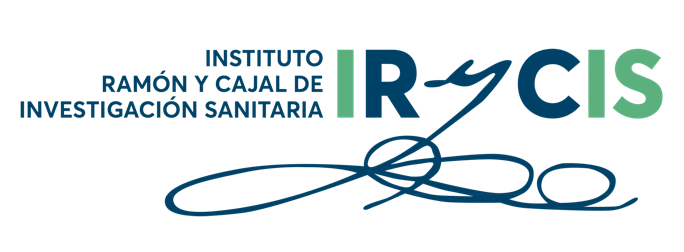 INSTITUTO
RAMÓN Y CAJAL DE
INVESTIGACIÓN SANITARIA
IRyCIS